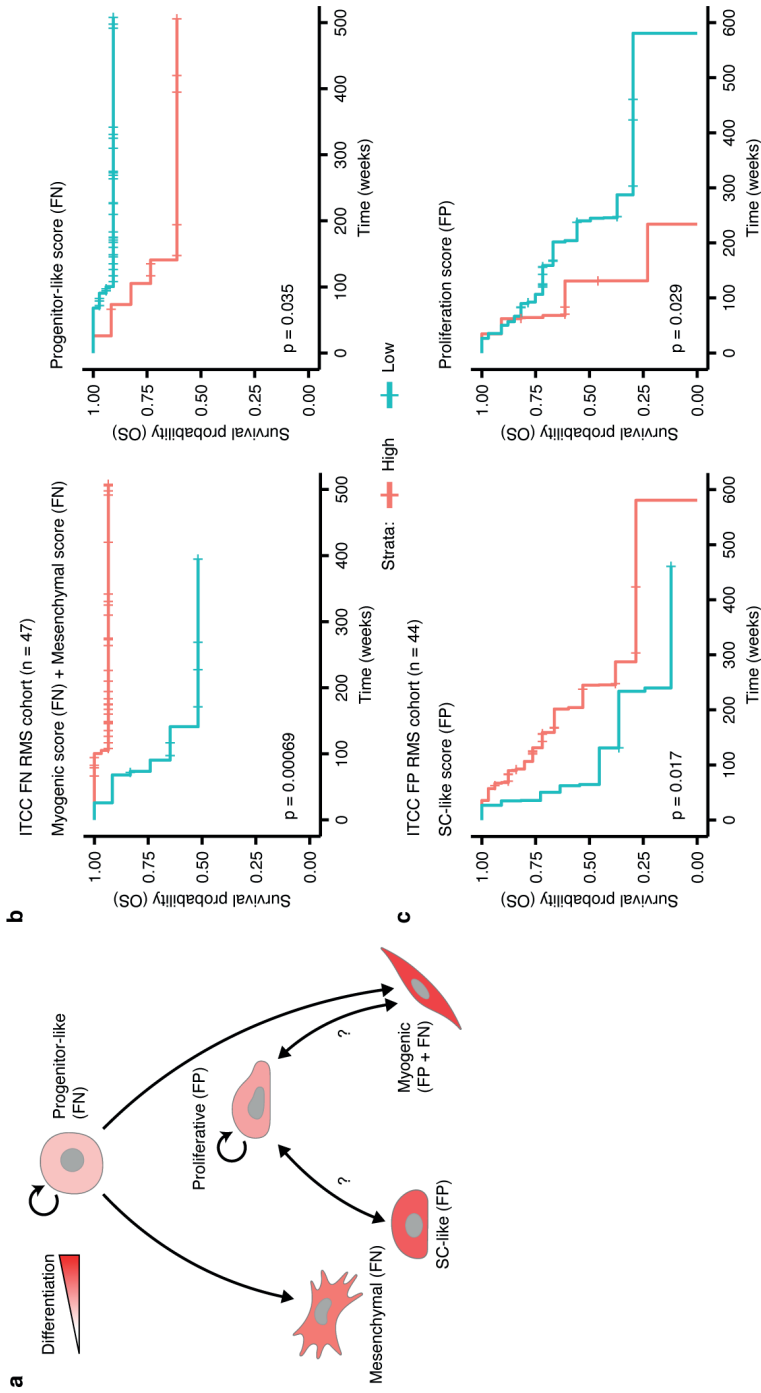 a
Differentiation
Progenitor-like
(FN)
Proliferative (FP)
?
?
Mesenchymal (FN)
SC-like (FP)
Myogenic
(FP + FN)
b
ITCC FN RMS cohort (n = 47)
Myogenic score (FN) + Mesenchymal score (FN)
Survival probability (OS)
1.00
0.75
0.50
0.25
0.00
p = 0.00069
0 100 200 300 400 500
Time (weeks)
Progenitor-like score (FN)
Survival probability (OS)
1.00
0.75
0.50
0.25
0.00
p = 0.035
0 100 200 300 400 500
Time (weeks)
Strata: High Low
c
ITCC FP RMS cohort (n = 44)
SC-like score (FP)
Survival probability (OS)
1.00
0.75
0.50
0.25
0.00
p = 0.017
0 100 200 300 400 500 600
Time (weeks)
Proliferation score (FP)
Survival probability (OS)
1.00
0.75
0.50
0.25
0.00
p = 0.029
0 100 200 300 400 500 600
Time (weeks)